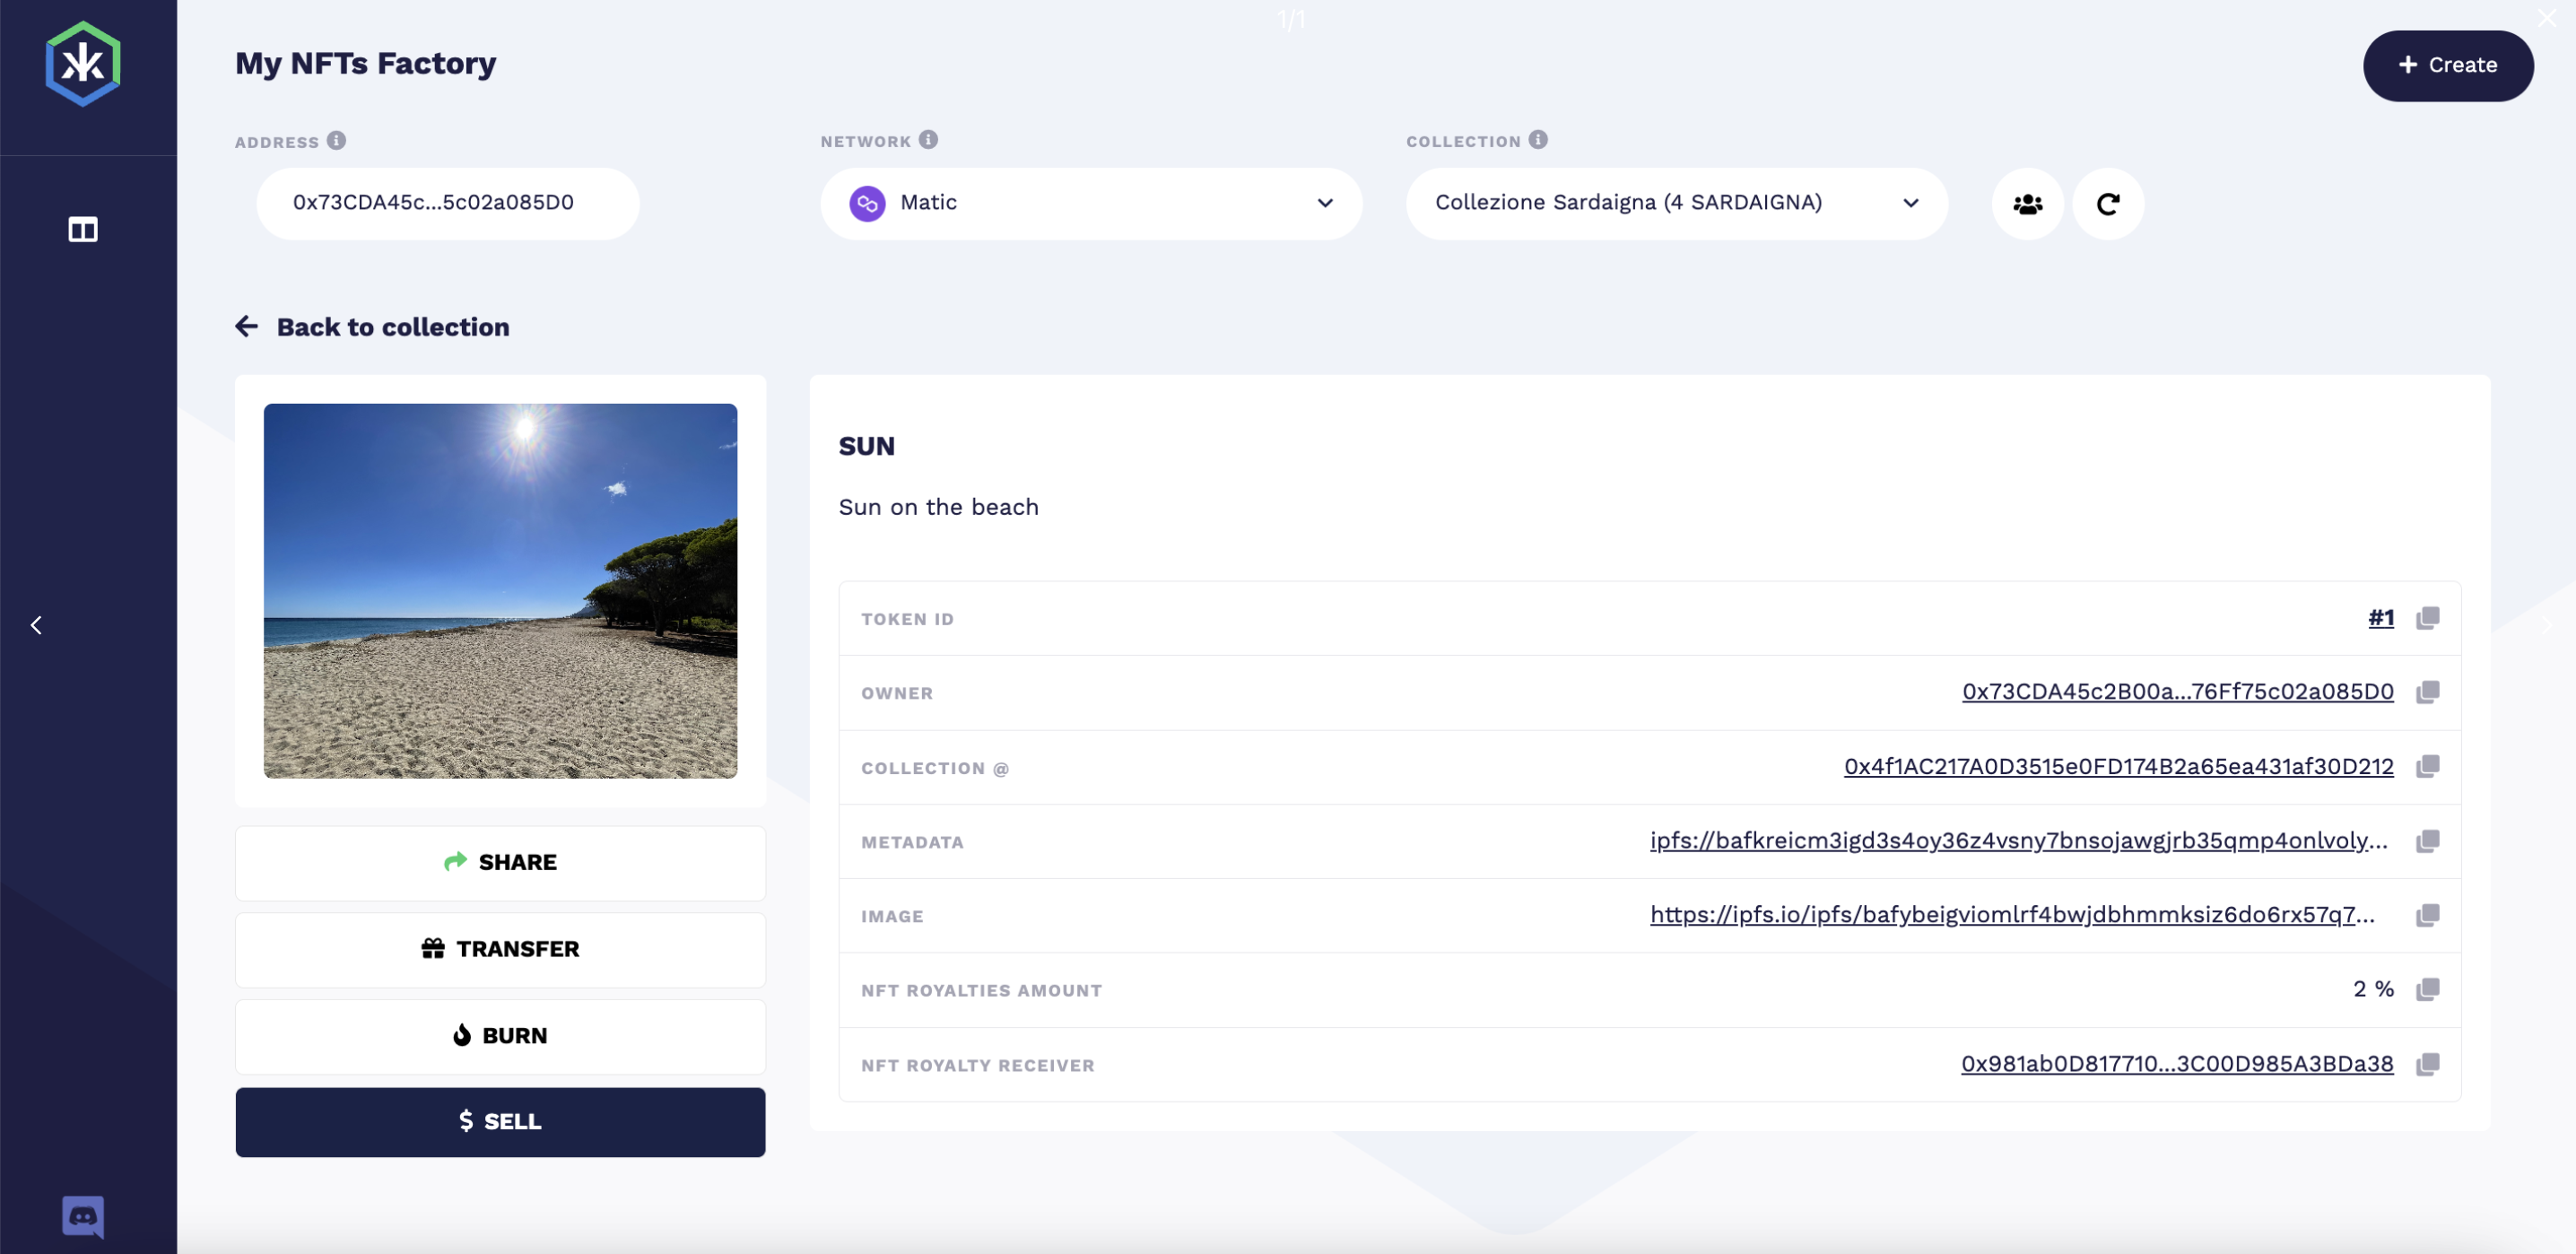 1/1
My NFTs Factory
+ Create
ADDRESS
NETWORK
COLLECTION
0x73CDA45c...5c02a085D0
Matic
Collezione Sardaigna (4 SARDAIGNA)
Back to collection
SUN
Sun on the beach
TOKEN ID #1
OWNER 0x73CDA45c2B00a...76Ff75c02a085D0
COLLECTION @ 0x4f1AC217A0D3515e0FD174B2a65ea431af30D212
METADATA ipfs://bafkreicm3igd3s4oy36z4vsny7bnsojawgjrb35qmp4onlvoly...
IMAGE https://ipfs.io/ipfs/bafybeigviomlrf4bwjdbhmmksiz6do6rx57q7...
NFT ROYALTIES AMOUNT 2 %
NFT ROYALTY RECEIVER 0x981ab0D817710...3C00D985A3BDa38
SHARE
TRANSFER
BURN
$ SELL